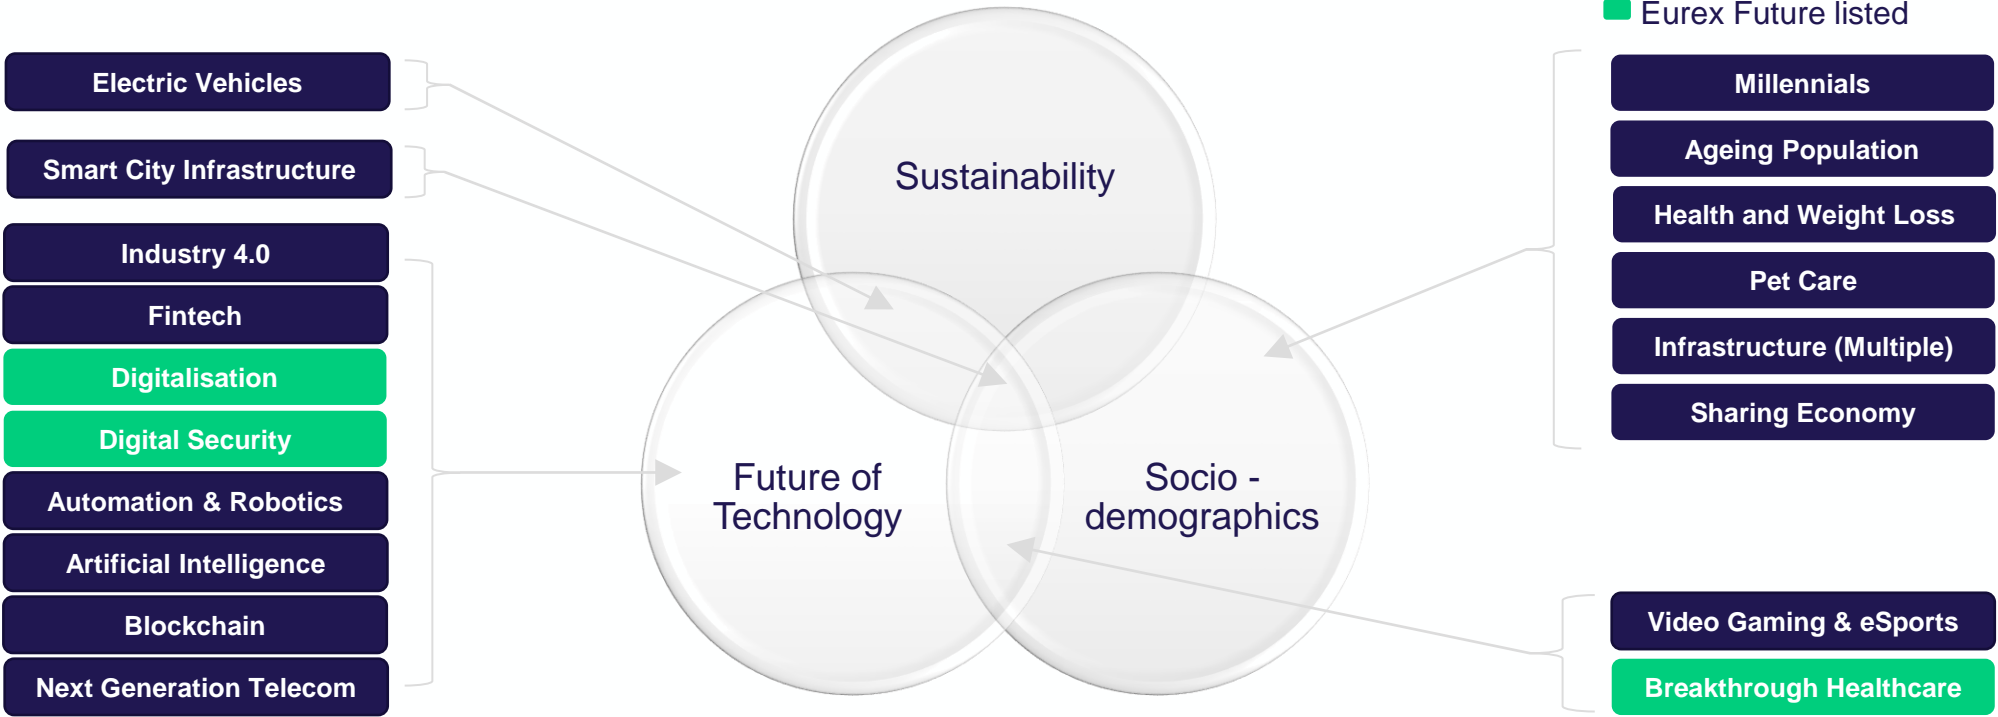 Eurex Future listed
Electric Vehicles
Smart City Infrastructure
Industry 4.0
Fintech
Digitalisation
Digital Security
Automation & Robotics
Artificial Intelligence
Blockchain
Next Generation Telecom
Sustainability
Future of
Technology
Socio -
demographics
Millennials
Ageing Population
Health and Weight Loss
Pet Care
Infrastructure (Multiple)
Sharing Economy
Video Gaming & eSports
Breakthrough Healthcare